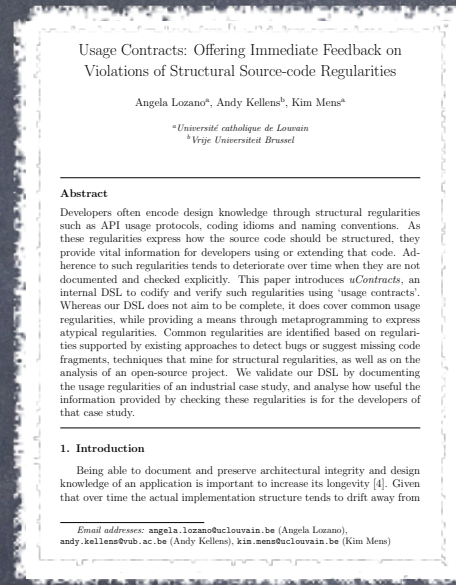 Usage Contracts: Offering Immediate Feedback on
Violations of Structural Source-code Regularities
Angela Lozanoᵃ, Andy Kellensᵇ, Kim Mensᵃ
ᵃUniversité catholique de Louvain
ᵇVrije Universiteit Brussel
Abstract
Developers often encode design knowledge through structural regularities
such as API usage protocols, coding idioms and naming conventions. As
these regularities express how the source code should be structured, they
provide vital information for developers using or extending that code. Ad-
herence to such regularities tends to deteriorate over time when they are not
documented and checked explicitly. This paper introduces uContracts, an
internal DSL to codify and verify such regularities using ‘usage contracts’.
Whereas our DSL does not aim to be complete, it does cover common usage
regularities, while providing a means through metaprogramming to express
atypical regularities. Common regularities are identified based on regulari-
ties supported by existing approaches to detect bugs or suggest missing code
fragments, techniques that mine for structural regularities, as well as on the
analysis of an open-source project. We validate our DSL by documenting
the usage regularities of an industrial case study, and analyse how useful the
information provided by checking these regularities is for the developers of
that case study.
1. Introduction
Being able to document and preserve architectural integrity and design
knowledge of an application is important to increase its longevity [4]. Given
that over time the actual implementation structure tends to drift away from
Email addresses: angela.lozano@uclouvain.be (Angela Lozano),
andy.kellens@vub.ac.be (Andy Kellens), kim.mens@uclouvain.be (Kim Mens)